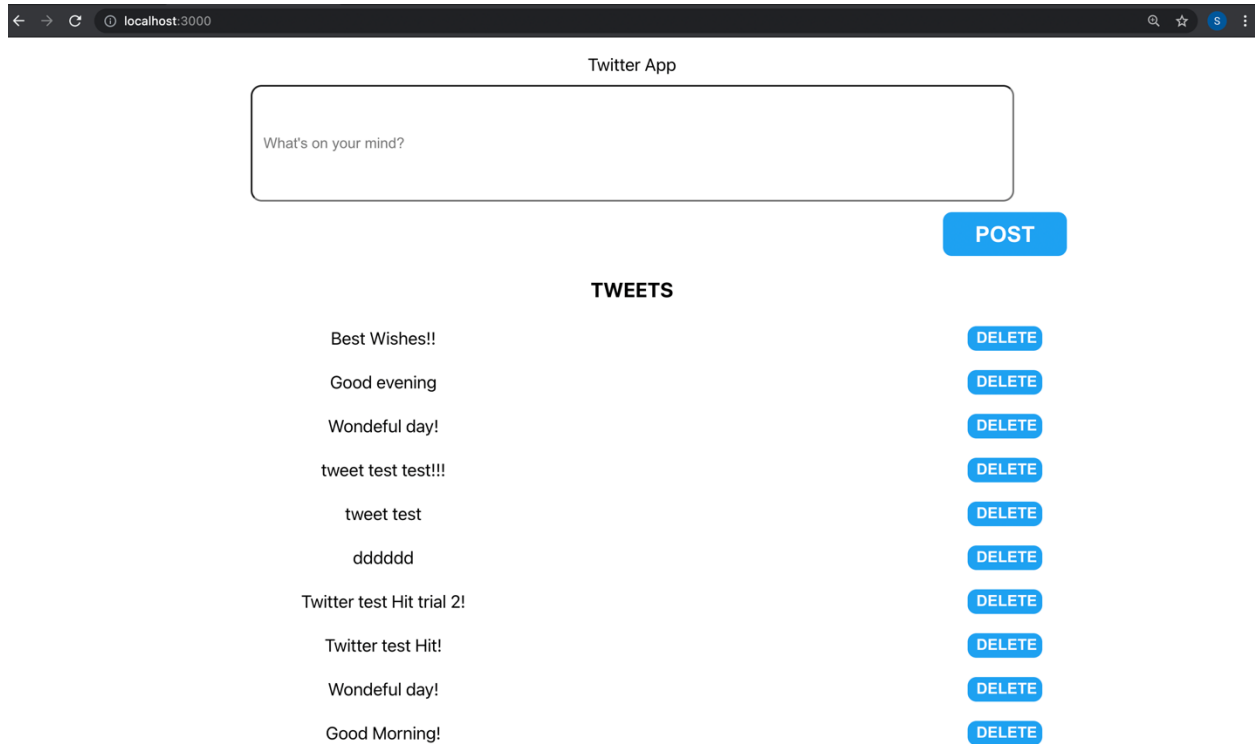 localhost:3000
S
Twitter App
What's on your mind?
POST
TWEETS
Best Wishes!! DELETE
Good evening DELETE
Wondeful day! DELETE
tweet test test!!! DELETE
tweet test DELETE
dddddd DELETE
Twitter test Hit trial 2! DELETE
Twitter test Hit! DELETE
Wondeful day! DELETE
Good Morning! DELETE